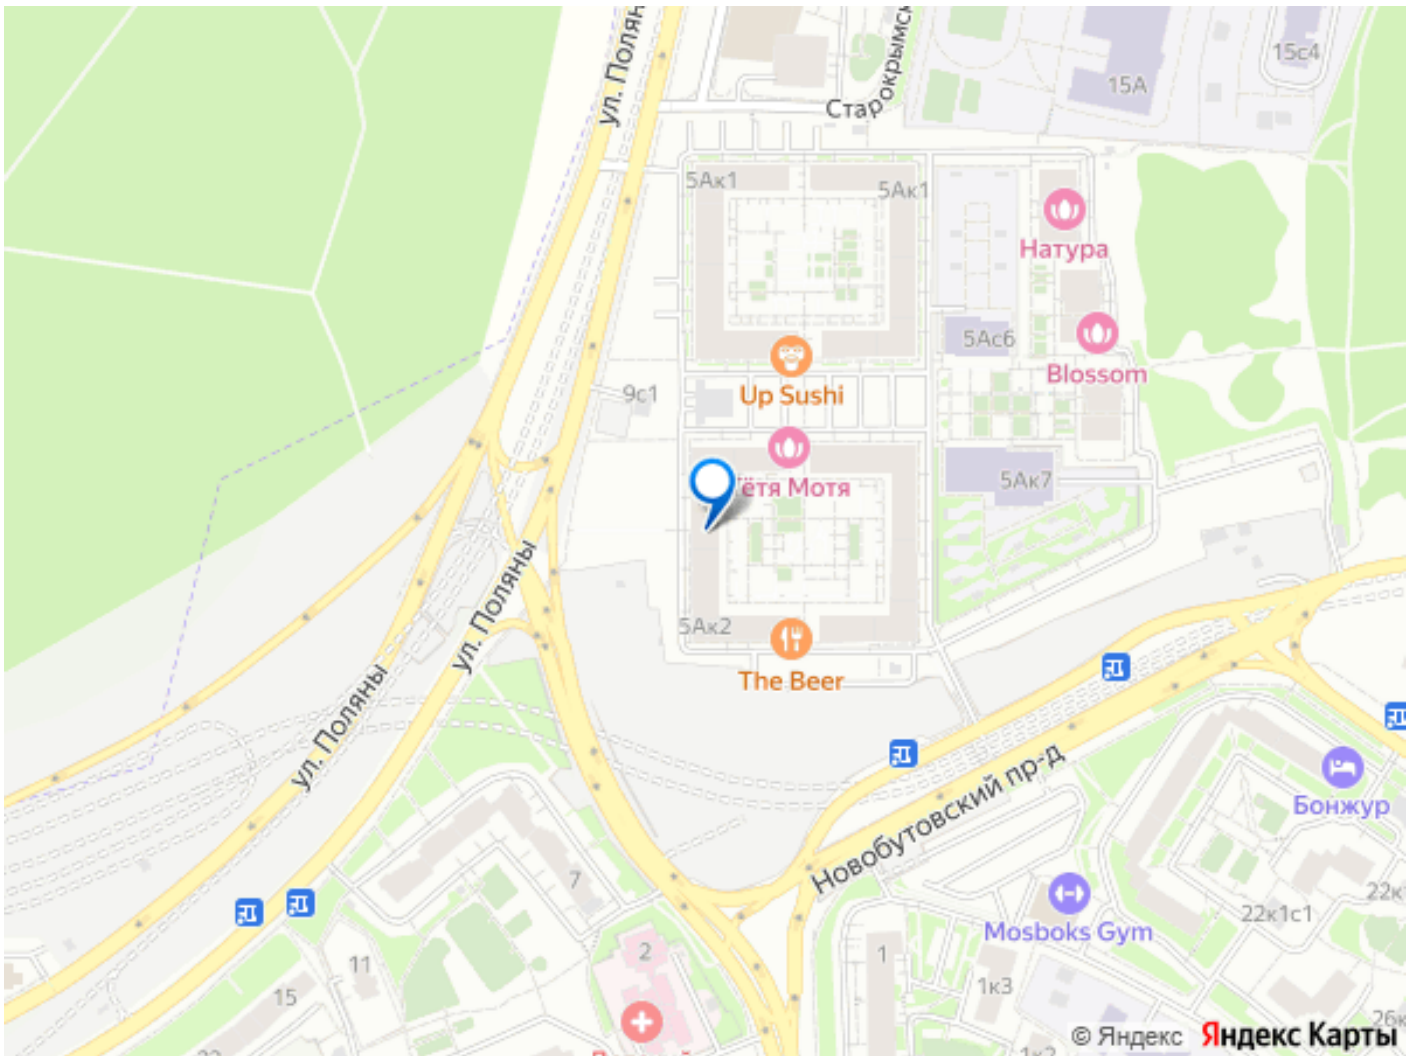 ул. Поляны
Старокрымск
15с4
15А
5Ак1
5Ак1
Натура
5Ас6
Blossom
Up Sushi
9с1
Тётя Мотя
5Ак7
ул. Поляны
5Ак2
The Beer
ул. Поляны
Новобутовский пр-д
Бонжур
7
22к1с1
22к
Mosboks Gym
2
1
11
15
1к3
26к
1к2
© Яндекс Яндекс Карты